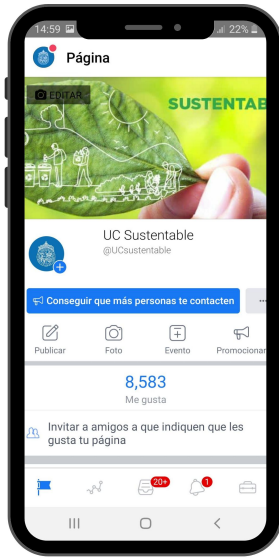 14:59
22%
Página
EDITAR
SUSTENTAB
UC Sustentable
@UCsustentable
Conseguir que más personas te contacten
Publicar
Foto
Evento
Promocionar
8,583
Me gusta
Invitar a amigos a que indiquen que les
gusta tu página
20+
1